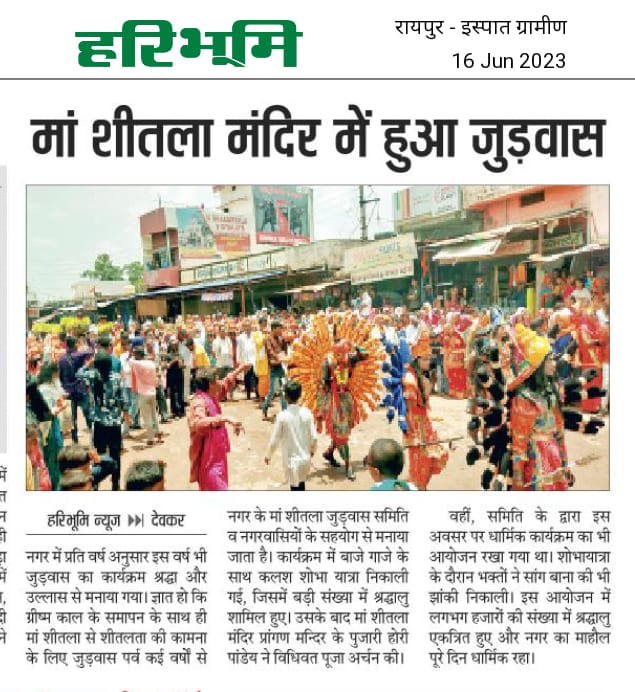 हरिभूमि
रायपुर - इस्पात ग्रामीण
16 Jun 2023
मां शीतला मंदिर में हुआ जुड़वास
हरिभूमि न्यूज ▶▶| देवकर
नगर में प्रति वर्ष अनुसार इस वर्ष भी
जुड़वास का कार्यक्रम श्रद्धा और
उल्लास से मनाया गया। ज्ञात हो कि
ग्रीष्म काल के समापन के साथ ही
मां शीतला से शीतलता की कामना
के लिए जुड़वास पर्व कई वर्षों से
नगर के मां शीतला जुड़वास समिति
व नगरवासियों के सहयोग से मनाया
जाता है। कार्यक्रम में बाजे गाजे के
साथ कलश शोभा यात्रा निकाली
गई, जिसमें बड़ी संख्या में श्रद्धालु
शामिल हुए। उसके बाद मां शीतला
मंदिर प्रांगण मन्दिर के पुजारी होरी
पांडेय ने विधिवत पूजा अर्चन की।
वहीं, समिति के द्वारा इस
अवसर पर धार्मिक कार्यक्रम का भी
आयोजन रखा गया था। शोभायात्रा
के दौरान भक्तों ने सांग बाना की भी
झांकी निकाली। इस आयोजन में
लगभग हजारों की संख्या में श्रद्धालु
एकत्रित हुए और नगर का माहौल
पूरे दिन धार्मिक रहा।